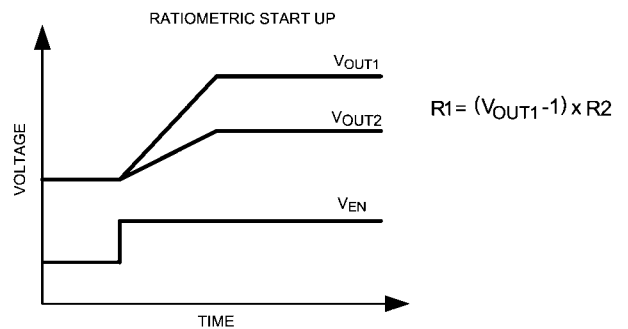 RATIOMETRIC START UP
VOUT1
R1= (VOUT1-1) x R2
VOUT2
VOLTAGE
VEN
TIME